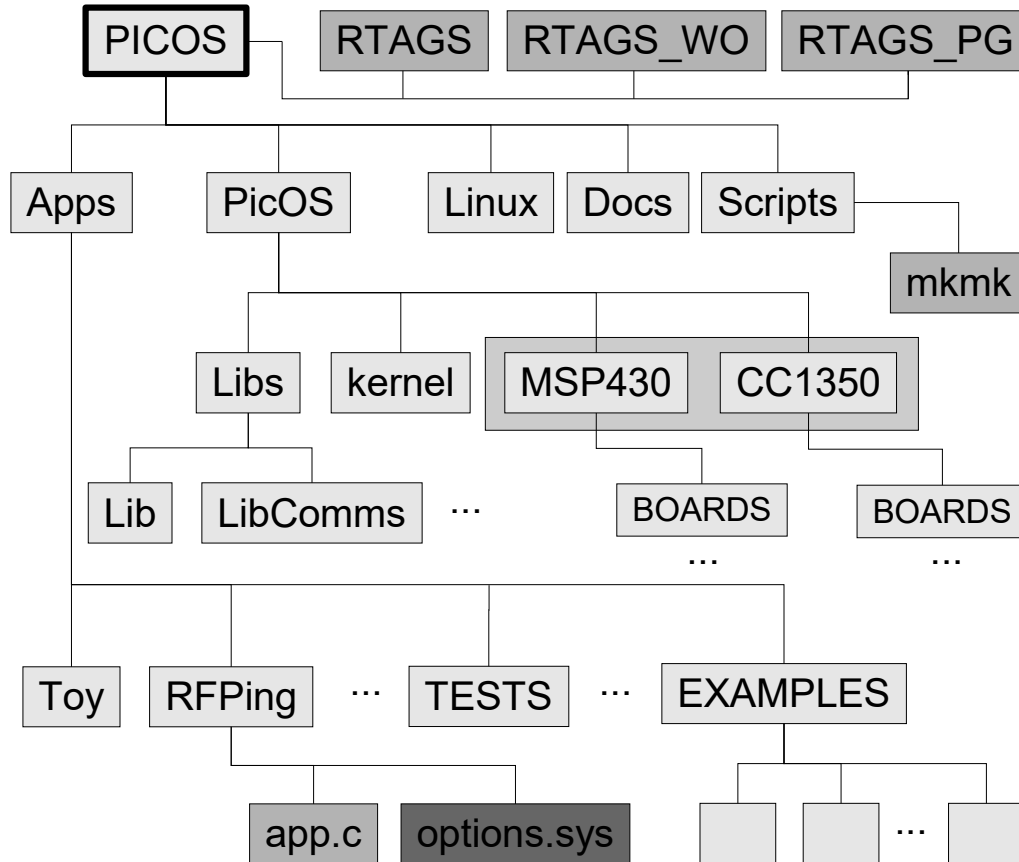 PICOS RTAGS RTAGS_WO RTAGS_PG
Apps PicOS Linux Docs Scripts
mkmk
Libs kernel MSP430 CC1350
Lib LibComms ... BOARDS BOARDS
... ...
Toy RFPing ... TESTS ... EXAMPLES
app.c options.sys ...